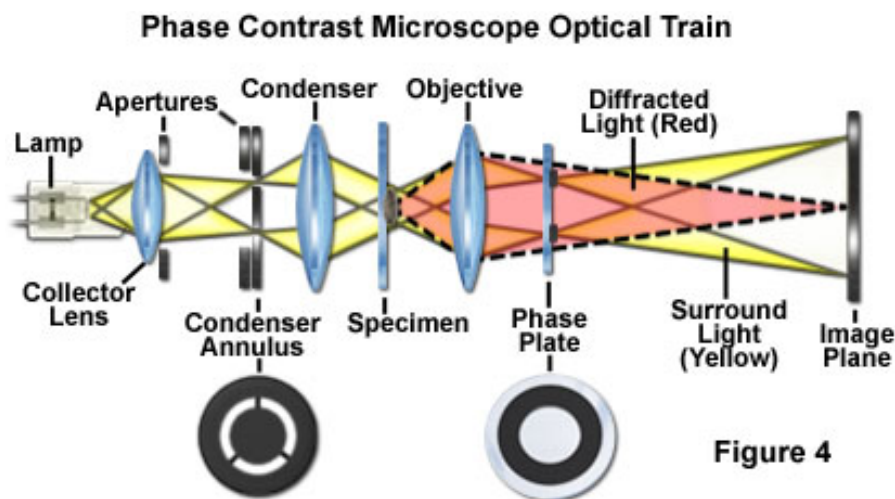 Phase Contrast Microscope Optical Train
Lamp
Apertures
Condenser
Objective
Diffracted
Light (Red)
Collector
Lens
Condenser
Annulus
Specimen
Phase
Plate
Surround
Light
(Yellow)
Image
Plane
Figure 4